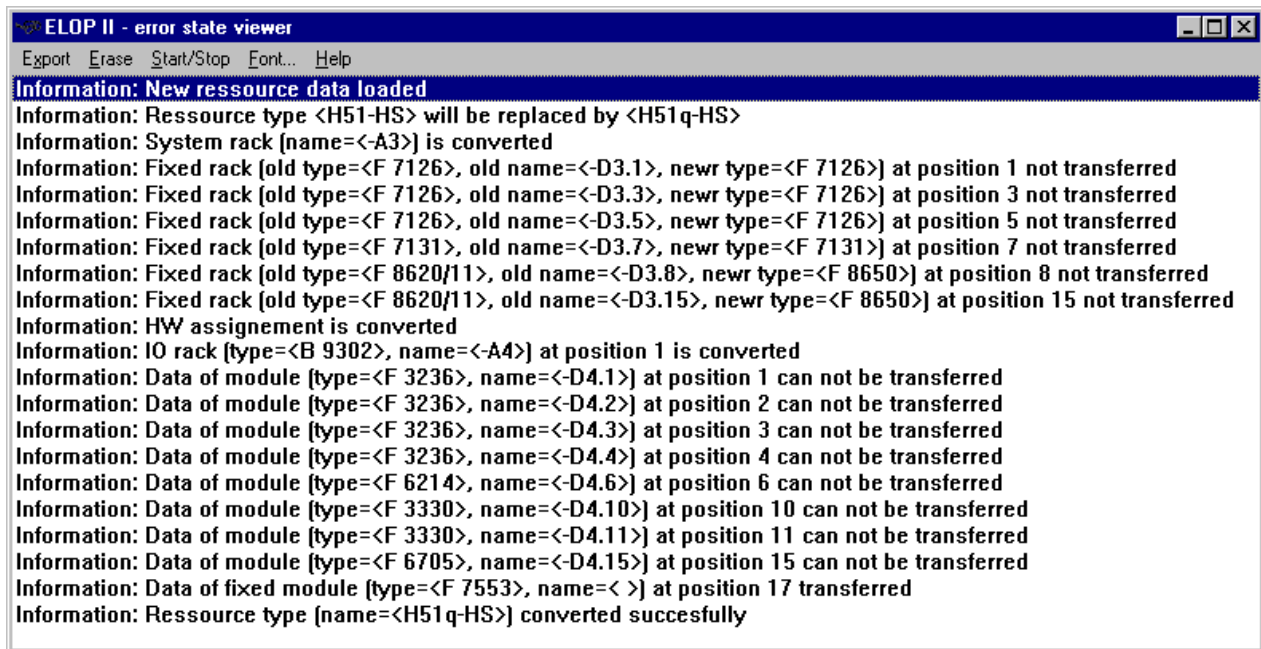 ELOP II - error state viewer
Export Erase Start/Stop Font... Help
Information: New ressource data loaded
Information: Ressource type <H51-HS> will be replaced by <H51q-HS>
Information: System rack (name=<-A3>) is converted
Information: Fixed rack (old type=<F 7126>, old name=<-D3.1>, newr type=<F 7126>) at position 1 not transferred
Information: Fixed rack (old type=<F 7126>, old name=<-D3.3>, newr type=<F 7126>) at position 3 not transferred
Information: Fixed rack (old type=<F 7126>, old name=<-D3.5>, newr type=<F 7126>) at position 5 not transferred
Information: Fixed rack (old type=<F 7131>, old name=<-D3.7>, newr type=<F 7131>) at position 7 not transferred
Information: Fixed rack (old type=<F 8620/11>, old name=<-D3.8>, newr type=<F 8650>) at position 8 not transferred
Information: Fixed rack (old type=<F 8620/11>, old name=<-D3.15>, newr type=<F 8650>) at position 15 not transferred
Information: HW assignement is converted
Information: IO rack (type=<B 9302>, name=<-A4>) at position 1 is converted
Information: Data of module (type=<F 3236>, name=<-D4.1>) at position 1 can not be transferred
Information: Data of module (type=<F 3236>, name=<-D4.2>) at position 2 can not be transferred
Information: Data of module (type=<F 3236>, name=<-D4.3>) at position 3 can not be transferred
Information: Data of module (type=<F 3236>, name=<-D4.4>) at position 4 can not be transferred
Information: Data of module (type=<F 6214>, name=<-D4.6>) at position 6 can not be transferred
Information: Data of module (type=<F 3330>, name=<-D4.10>) at position 10 can not be transferred
Information: Data of module (type=<F 3330>, name=<-D4.11>) at position 11 can not be transferred
Information: Data of module (type=<F 6705>, name=<-D4.15>) at position 15 can not be transferred
Information: Data of fixed module (type=<F 7553>, name=< >) at position 17 transferred
Information: Ressource type (name=<H51q-HS>) converted succesfully